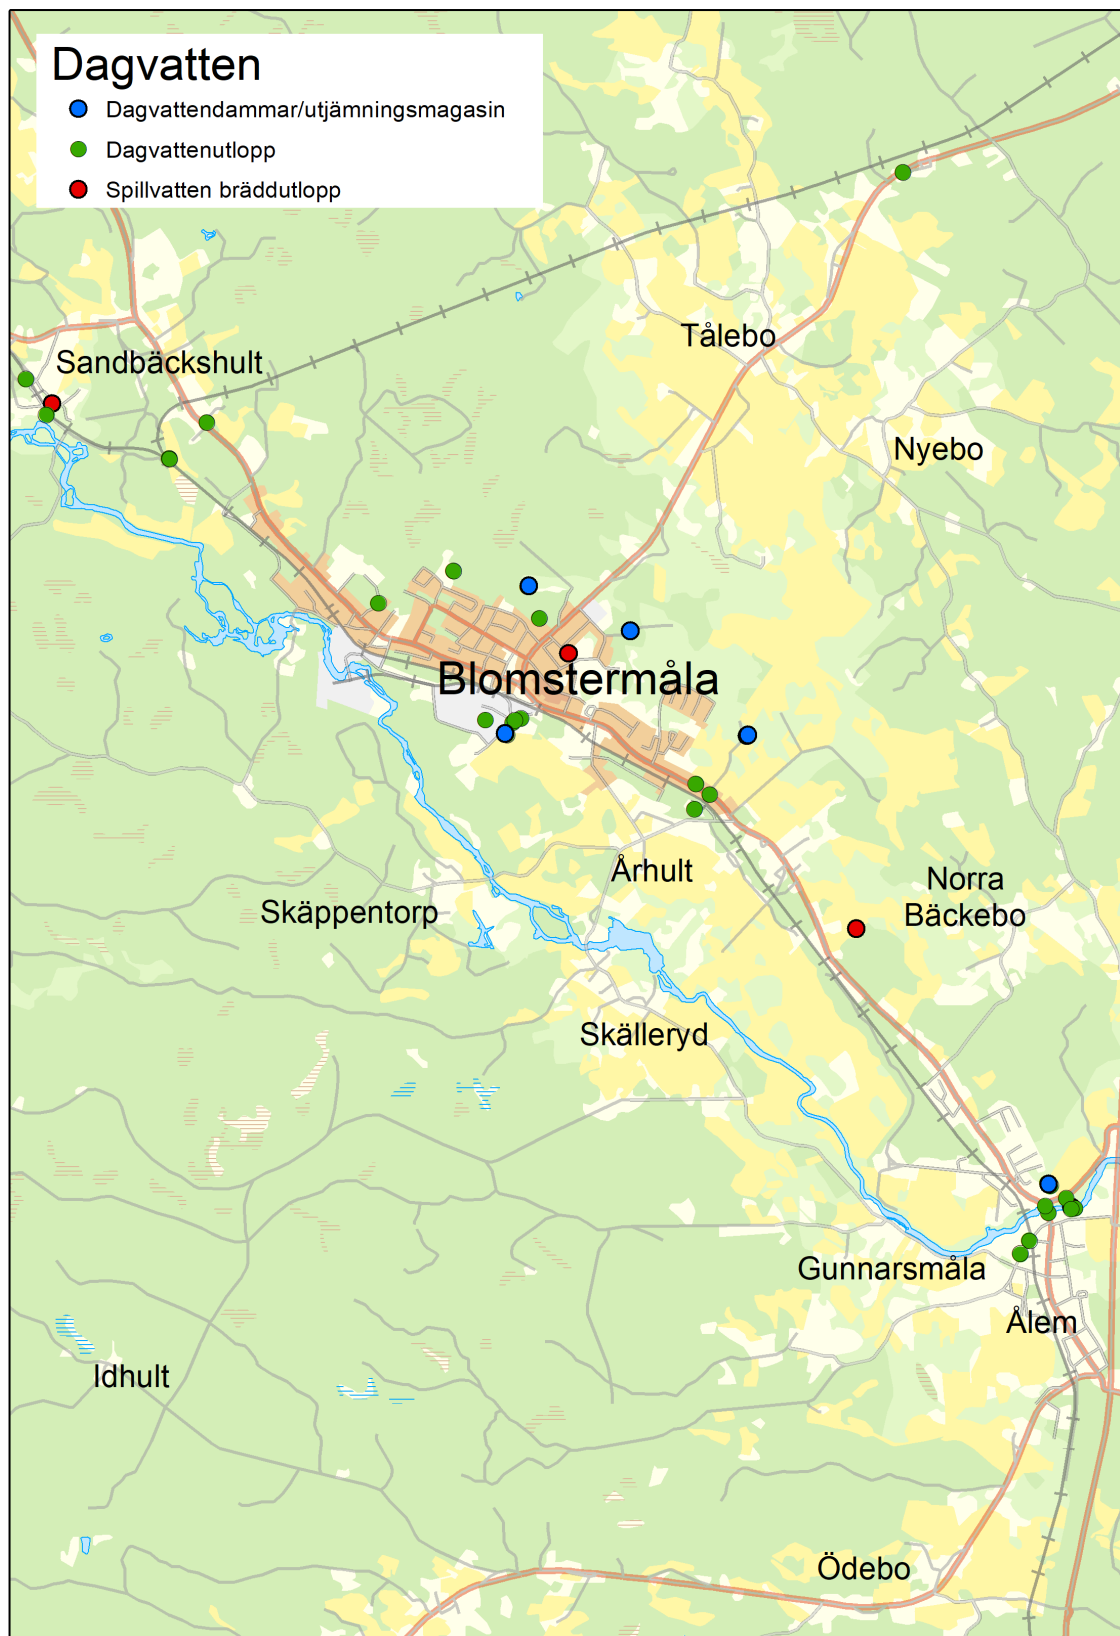 Dagvatten
Dagvattendammar/utjämningsmagasin
Dagvattenutlopp
Spillvatten bräddutlopp
Tålebo
Sandbäckshult
Nyebo
Blomstermåla
Århult
Norra
Bäckebo
Skäppentorp
Skälleryd
Gunnarsmåla
Ålem
Idhult
Ödebo